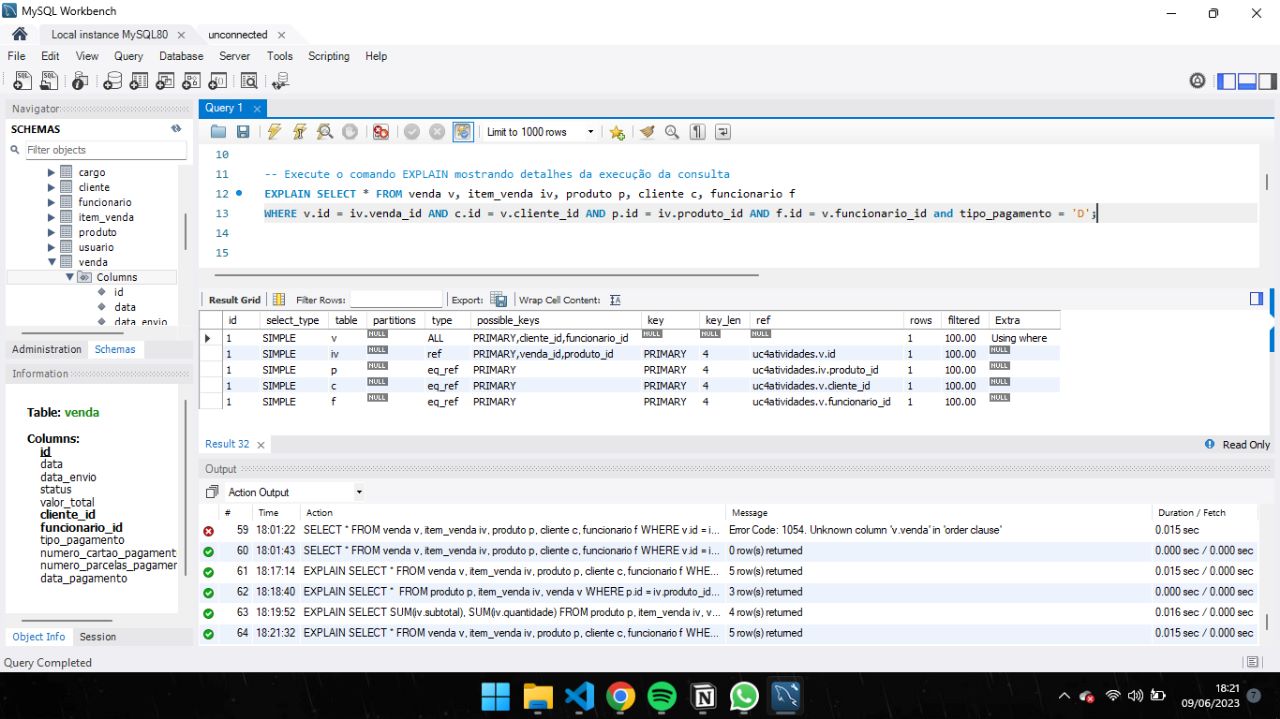 MySQL Workbench
Local instance MySQL80 unconnected
File Edit View Query Database Server Tools Scripting Help
Navigator
SCHEMAS
Filter objects
cargo
cliente
funcionario
item_venda
produto
usuario
venda
Columns
id
data
data_envio
Administration Schemas
Information
Table: venda
Columns:
id
data
data_envio
status
valor_total
cliente_id
funcionario_id
tipo_pagamento
numero_cartao_pagament
numero_parcelas_pagamer
data_pagamento
Object Info Session
Query Completed
Query 1
Limit to 1000 rows
10
11 -- Execute o comando EXPLAIN mostrando detalhes da execução da consulta
12 EXPLAIN SELECT * FROM venda v, item_venda iv, produto p, cliente c, funcionario f
13 WHERE v.id = iv.venda_id AND c.id = v.cliente_id AND p.id = iv.produto_id AND f.id = v.funcionario_id and tipo_pagamento = 'D';
14
15
Result Grid Filter Rows: Export: Wrap Cell Content:
id select_type table partitions type possible_keys key key_len ref rows filtered Extra
1 SIMPLE v NULL ALL PRIMARY,cliente_id,funcionario_id NULL NULL NULL 1 100.00 Using where
1 SIMPLE iv NULL ref PRIMARY,venda_id,produto_id PRIMARY 4 uc4atividades.v.id 1 100.00 NULL
1 SIMPLE p NULL eq_ref PRIMARY PRIMARY 4 uc4atividades.iv.produto_id 1 100.00 NULL
1 SIMPLE c NULL eq_ref PRIMARY PRIMARY 4 uc4atividades.v.cliente_id 1 100.00 NULL
1 SIMPLE f NULL eq_ref PRIMARY PRIMARY 4 uc4atividades.v.funcionario_id 1 100.00 NULL
Result 32 Read Only
Output
Action Output
# Time Action Message Duration / Fetch
59 18:01:22 SELECT * FROM venda v, item_venda iv, produto p, cliente c, funcionario f WHERE v.id = i... Error Code: 1054. Unknown column 'v.venda' in 'order clause' 0.015 sec
60 18:01:43 SELECT * FROM venda v, item_venda iv, produto p, cliente c, funcionario f WHERE v.id = i... 0 row(s) returned 0.000 sec / 0.000 sec
61 18:17:14 EXPLAIN SELECT * FROM venda v, item_venda iv, produto p, cliente c, funcionario f WHE... 5 row(s) returned 0.015 sec / 0.000 sec
62 18:18:40 EXPLAIN SELECT * FROM produto p, item_venda iv, venda v WHERE p.id = iv.produto_id... 3 row(s) returned 0.000 sec / 0.000 sec
63 18:19:52 EXPLAIN SELECT SUM(iv.subtotal), SUM(iv.quantidade) FROM produto p, item_venda iv, v... 4 row(s) returned 0.016 sec / 0.000 sec
64 18:21:32 EXPLAIN SELECT * FROM venda v, item_venda iv, produto p, cliente c, funcionario f WHE... 5 row(s) returned 0.015 sec / 0.000 sec
18:21
09/06/2023
7